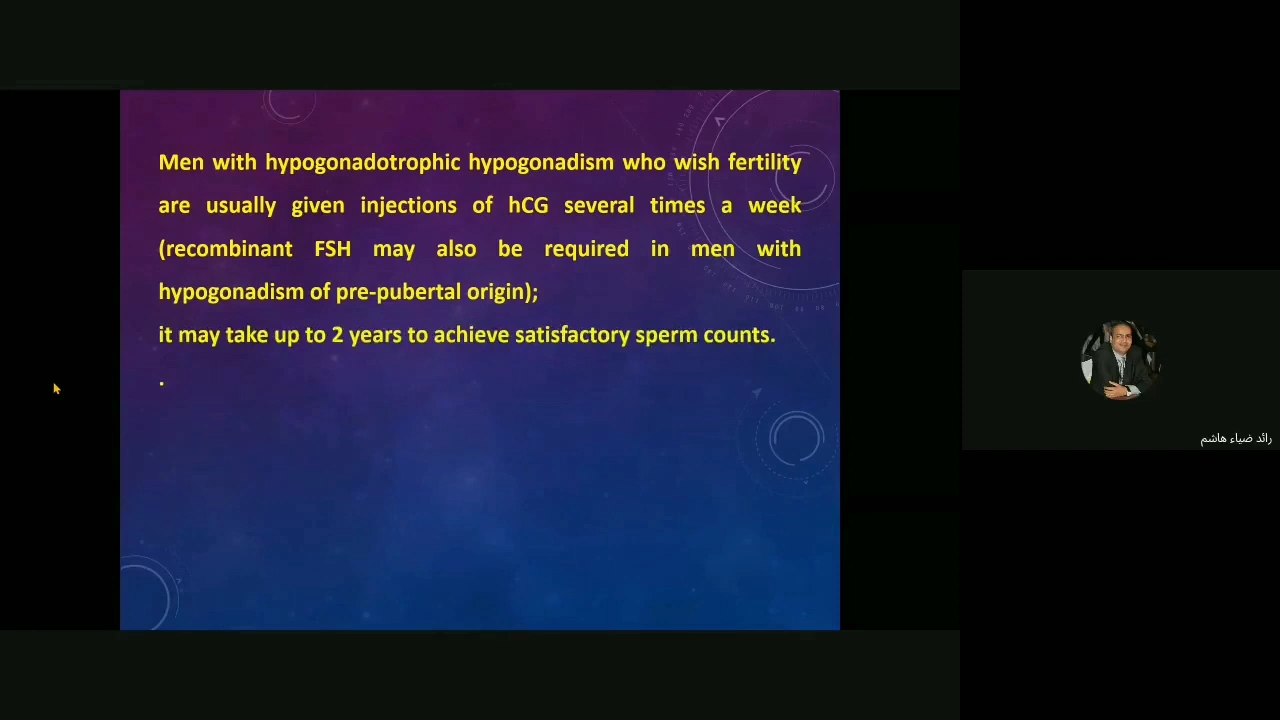 Men with hypogonadotrophic hypogonadism who wish fertility
are usually given injections of hCG several times a week
(recombinant FSH may also be required in men with
hypogonadism of pre-pubertal origin);
it may take up to 2 years to achieve satisfactory sperm counts.
.
رائد ضياء هاشم